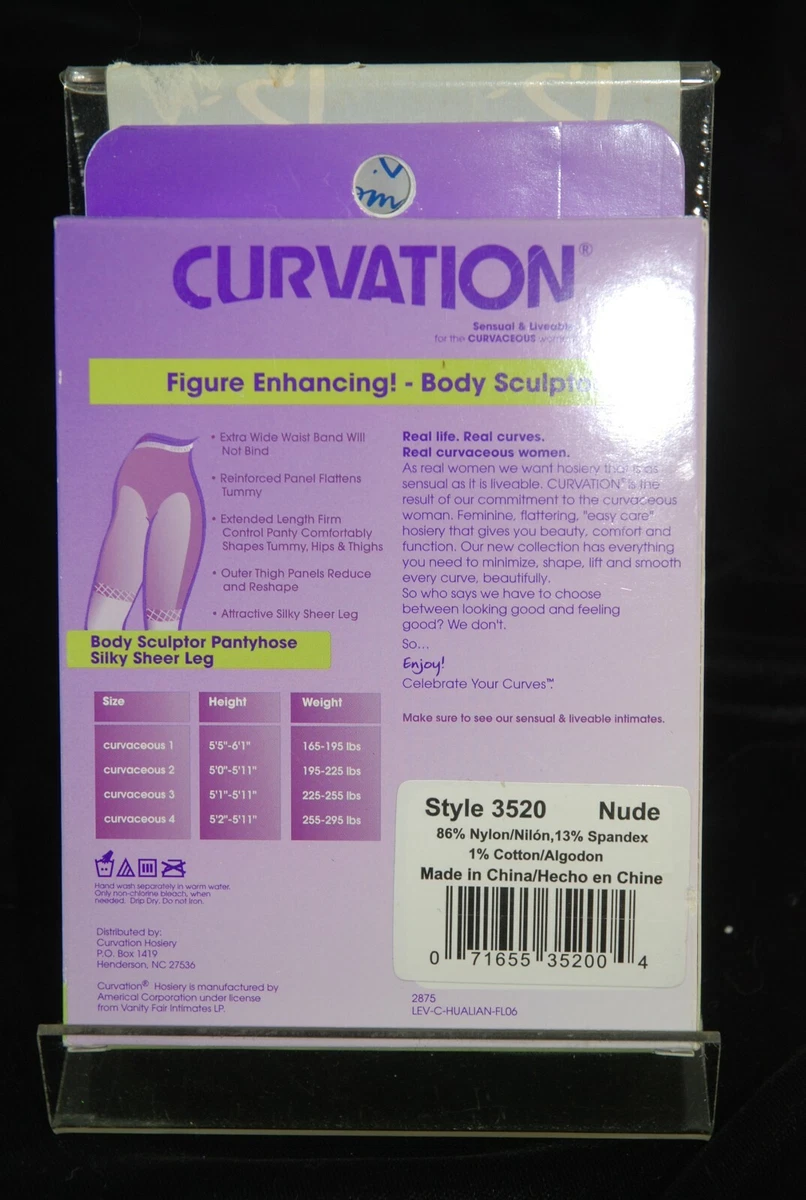 CURVATION®
Sensual & Liveable
for the CURVACEOUS
Figure Enhancing! - Body Sculpto
• Extra Wide Waist Band Will
Not Bind
• Reinforced Panel Flattens
Tummy
• Extended Length Firm
Control Panty Comfortably
Shapes Tummy, Hips & Thighs
• Outer Thigh Panels Reduce
and Reshape
• Attractive Silky Sheer Leg
Body Sculptor Pantyhose
Silky Sheer Leg
Size Height Weight
curvaceous 1 5'5"-6'1" 165-195 lbs
curvaceous 2 5'0"-5'11" 195-225 lbs
curvaceous 3 5'1"-5'11" 225-255 lbs
curvaceous 4 5'2"-5'11" 255-295 lbs
Hand wash separately in warm water.
Only non-chlorine bleach, when
needed. Drip Dry. Do not Iron.
Distributed by:
Curvation Hosiery
P.O. Box 1419
Henderson, NC 27536
Curvation® Hosiery is manufactured by
Americal Corporation under license
from Vanity Fair Intimates LP.
Real life. Real curves.
Real curvaceous women.
As real women we want hosiery that is as
sensual as it is liveable. CURVATION® is the
result of our commitment to the curvaceous
woman. Feminine, flattering, "easy care"
hosiery that gives you beauty, comfort and
function. Our new collection has everything
you need to minimize, shape, lift and smooth
every curve, beautifully.
So who says we have to choose
between looking good and feeling
good? We don't.
So...
Enjoy!
Celebrate Your Curves™.
Make sure to see our sensual & liveable intimates.
Style 3520 Nude
86% Nylon/Nilón,13% Spandex
1% Cotton/Algodon
Made in China/Hecho en Chine
0 71655 35200 4
2875
LEV-C-HUALIAN-FL06